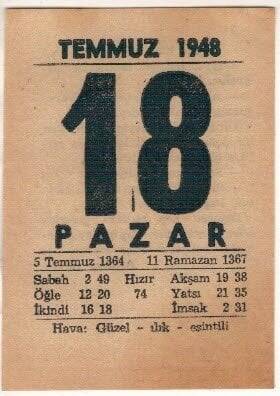 TEMMUZ 1948
18
PAZAR
5 Temmuz 1364 11 Ramazan 1367
Sabah 2 49 Hızır Akşam 19 38
Öğle 12 20 74 Yatsı 21 35
İkindi 16 18 İmsak 2 31
Hava: Güzel - ılık - esintili